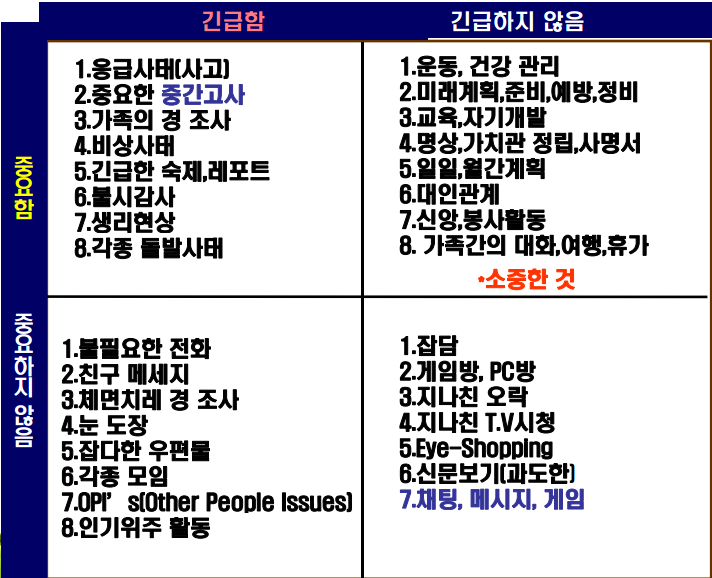 긴급함
긴급하지 않음
중요함
1.응급사태(사고)
2.중요한 중간고사
3.가족의 경 조사
4.비상사태
5.긴급한 숙제,레포트
6.불시감사
7.생리현상
8.각종 돌발사태
1.운동, 건강 관리
2.미래계획,준비,예방,정비
3.교육,자기개발
4.명상,가치관 정립,사명서
5.일일,월간계획
6.대인관계
7.신앙,봉사활동
8. 가족간의 대화,여행,휴가
*소중한 것
중요하지 않음
1.불필요한 전화
2.친구 메세지
3.체면치레 경 조사
4.눈 도장
5.잡다한 우편물
6.각종 모임
7.OPI’s(Other People Issues)
8.인기위주 활동
1.잡담
2.게임방, PC방
3.지나친 오락
4.지나친 T.V시청
5.Eye-Shopping
6.신문보기(과도한)
7.채팅, 메시지, 게임